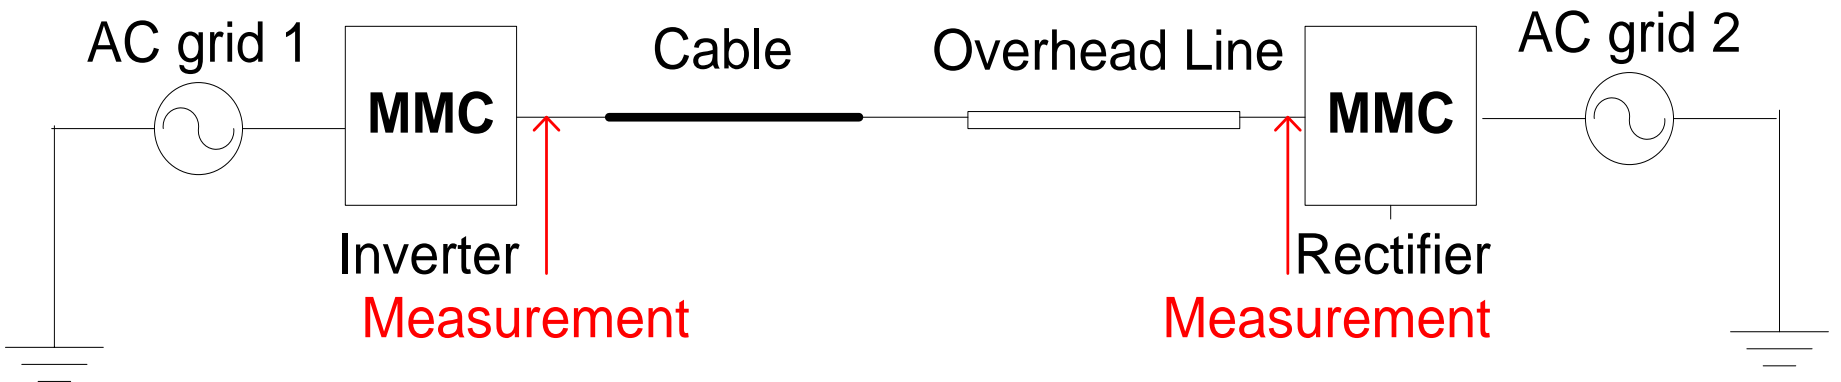 AC grid 1
MMC
Cable
Overhead Line
MMC
AC grid 2
Inverter
Rectifier
Measurement
Measurement